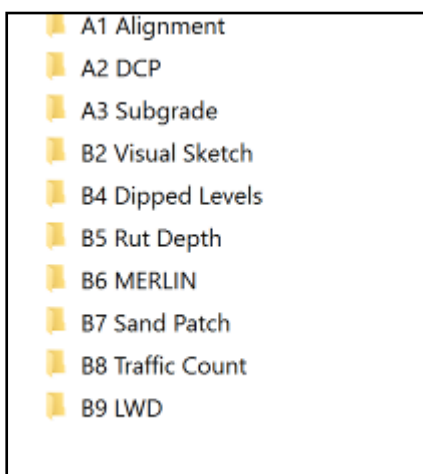 A1 Alignment
A2 DCP
A3 Subgrade
B2 Visual Sketch
B4 Dipped Levels
B5 Rut Depth
B6 MERLIN
B7 Sand Patch
B8 Traffic Count
B9 LWD